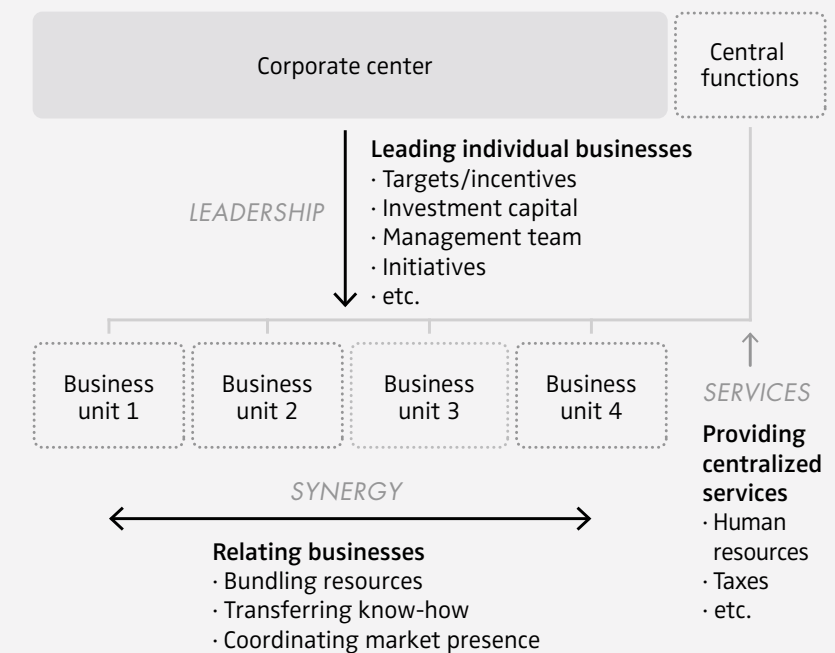 Corporate center
Central
functions
LEADERSHIP
Leading individual businesses
· Targets/incentives
· Investment capital
· Management team
· Initiatives
· etc.
Business
unit 1
Business
unit 2
Business
unit 3
Business
unit 4
SERVICES
Providing
centralized
services
· Human
resources
· Taxes
· etc.
SYNERGY
Relating businesses
· Bundling resources
· Transferring know-how
· Coordinating market presence